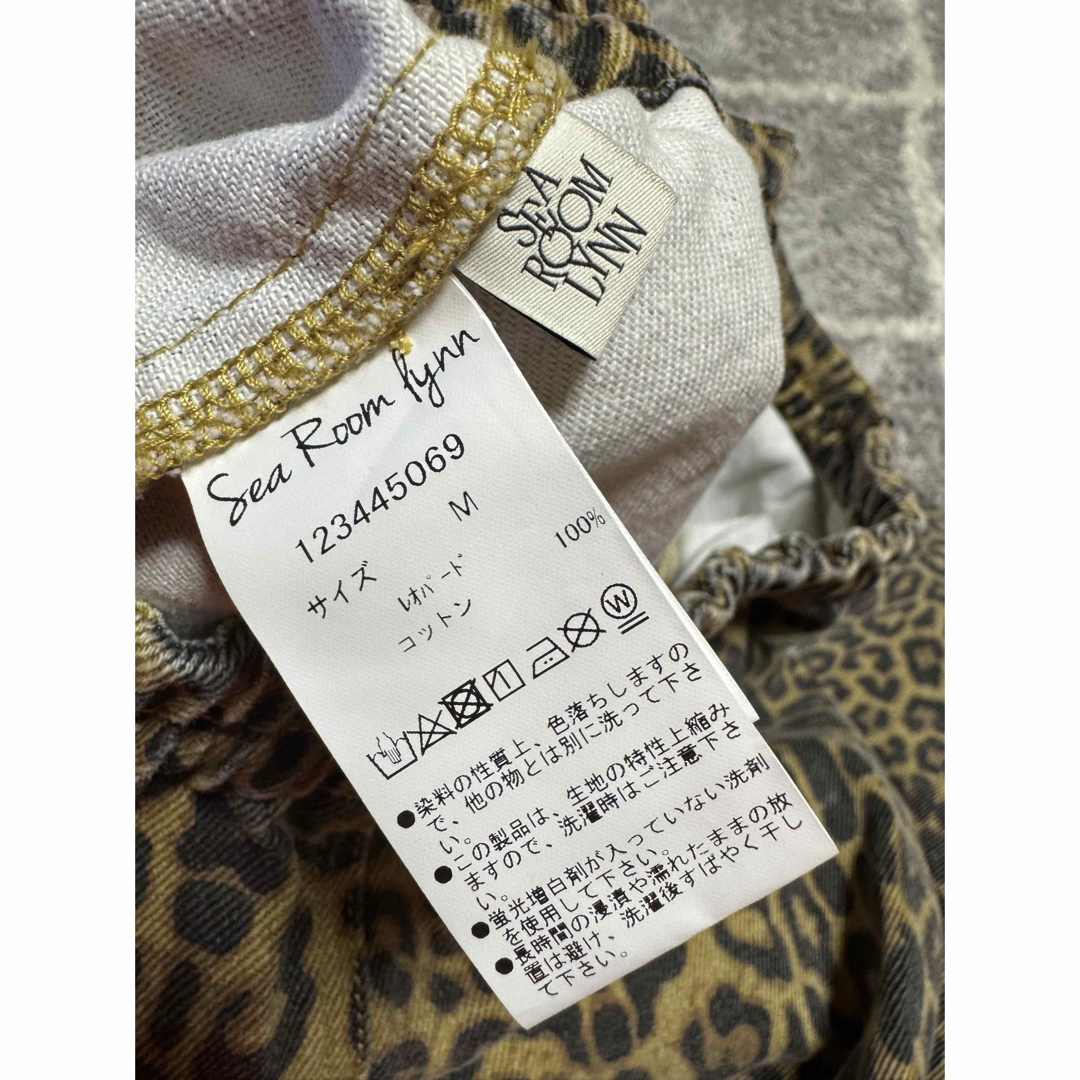 SEA
ROOM
LYNN
Sea Room lynn
123445069
サイズ M
レオパード
コットン 100%
W
●染料の性質上、色落ちしますの
で、他の物とは別に洗って下さ
い。
●この製品は、生地の特性上縮み
ますので、洗濯時はご注意下さ
い。
●蛍光増白剤が入っていない洗剤
を使用して下さい。
●長時間の浸漬や濡れたままの放
置は避け、洗濯後すばやく干し
て下さい。